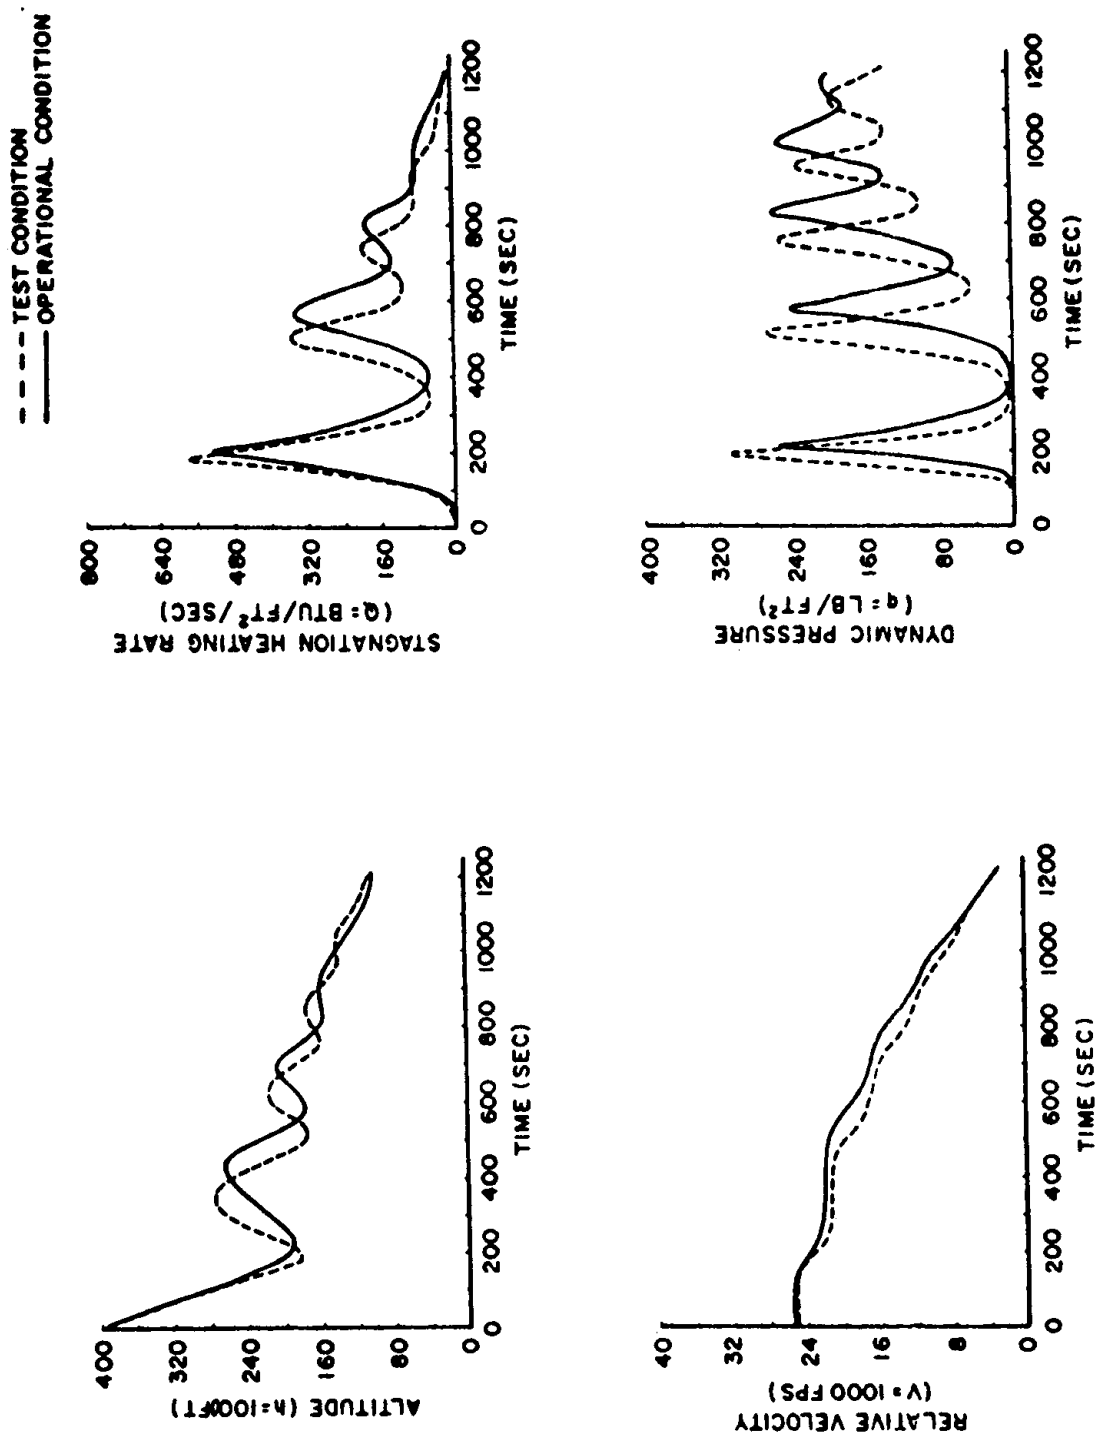 - - - - TEST CONDITION
——— OPERATIONAL CONDITION
ALTITUDE (h=1000FT)
400
320
240
160
80
0
0 200 400 600 800 1000 1200
TIME (SEC)
STAGNATION HEATING RATE
(Q=BTU/FT²/SEC)
800
640
480
320
160
0
0 200 400 600 800 1000 1200
TIME (SEC)
RELATIVE VELOCITY
(V=1000 FPS)
40
32
24
16
8
0
0 200 400 600 800 1000 1200
TIME (SEC)
DYNAMIC PRESSURE
(q=LB/FT²)
400
240
160
80
0
0 200 400 600 800 1000 1200
TIME (SEC)